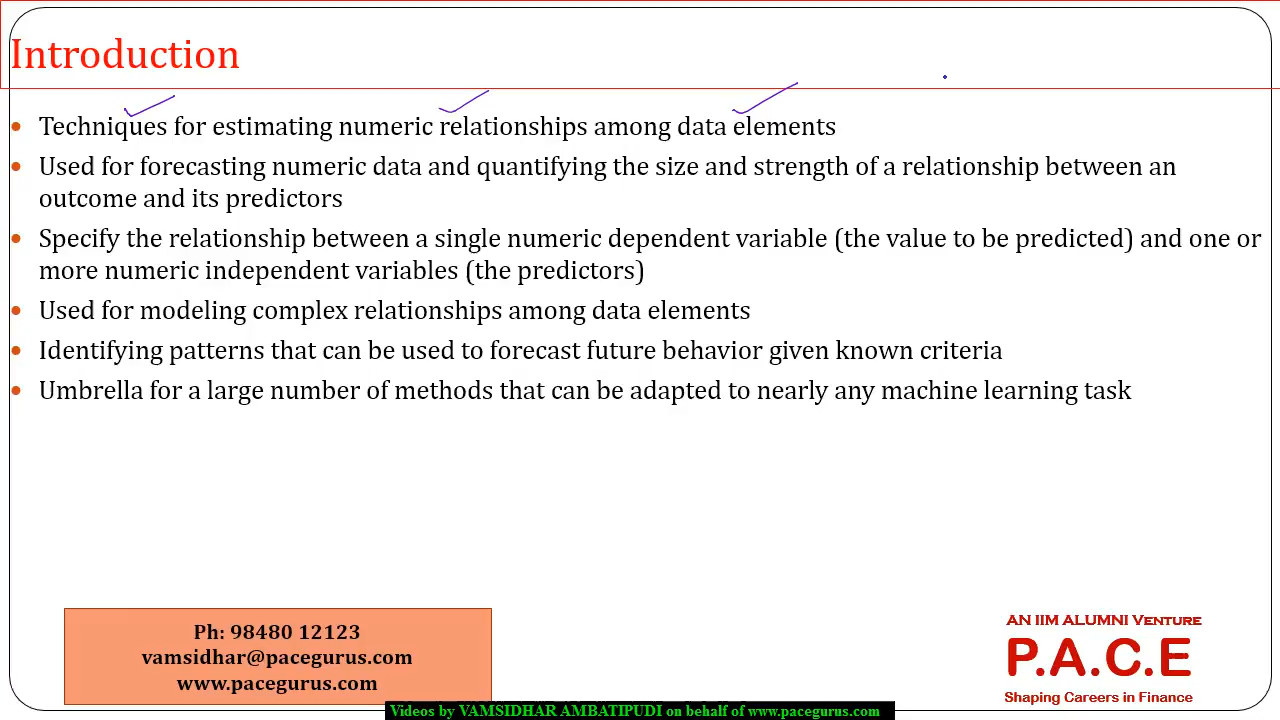 Introduction
• Techniques for estimating numeric relationships among data elements
• Used for forecasting numeric data and quantifying the size and strength of a relationship between an
outcome and its predictors
• Specify the relationship between a single numeric dependent variable (the value to be predicted) and one or
more numeric independent variables (the predictors)
• Used for modeling complex relationships among data elements
• Identifying patterns that can be used to forecast future behavior given known criteria
• Umbrella for a large number of methods that can be adapted to nearly any machine learning task
Ph: 98480 12123
vamsidhar@pacegurus.com
www.pacegurus.com
AN IIM ALUMNI VENTURE
P.A.C.E
Shaping Careers in Finance
Videos by VAMSIDHAR AMBATIPUDI on behalf of www.pacegurus.com